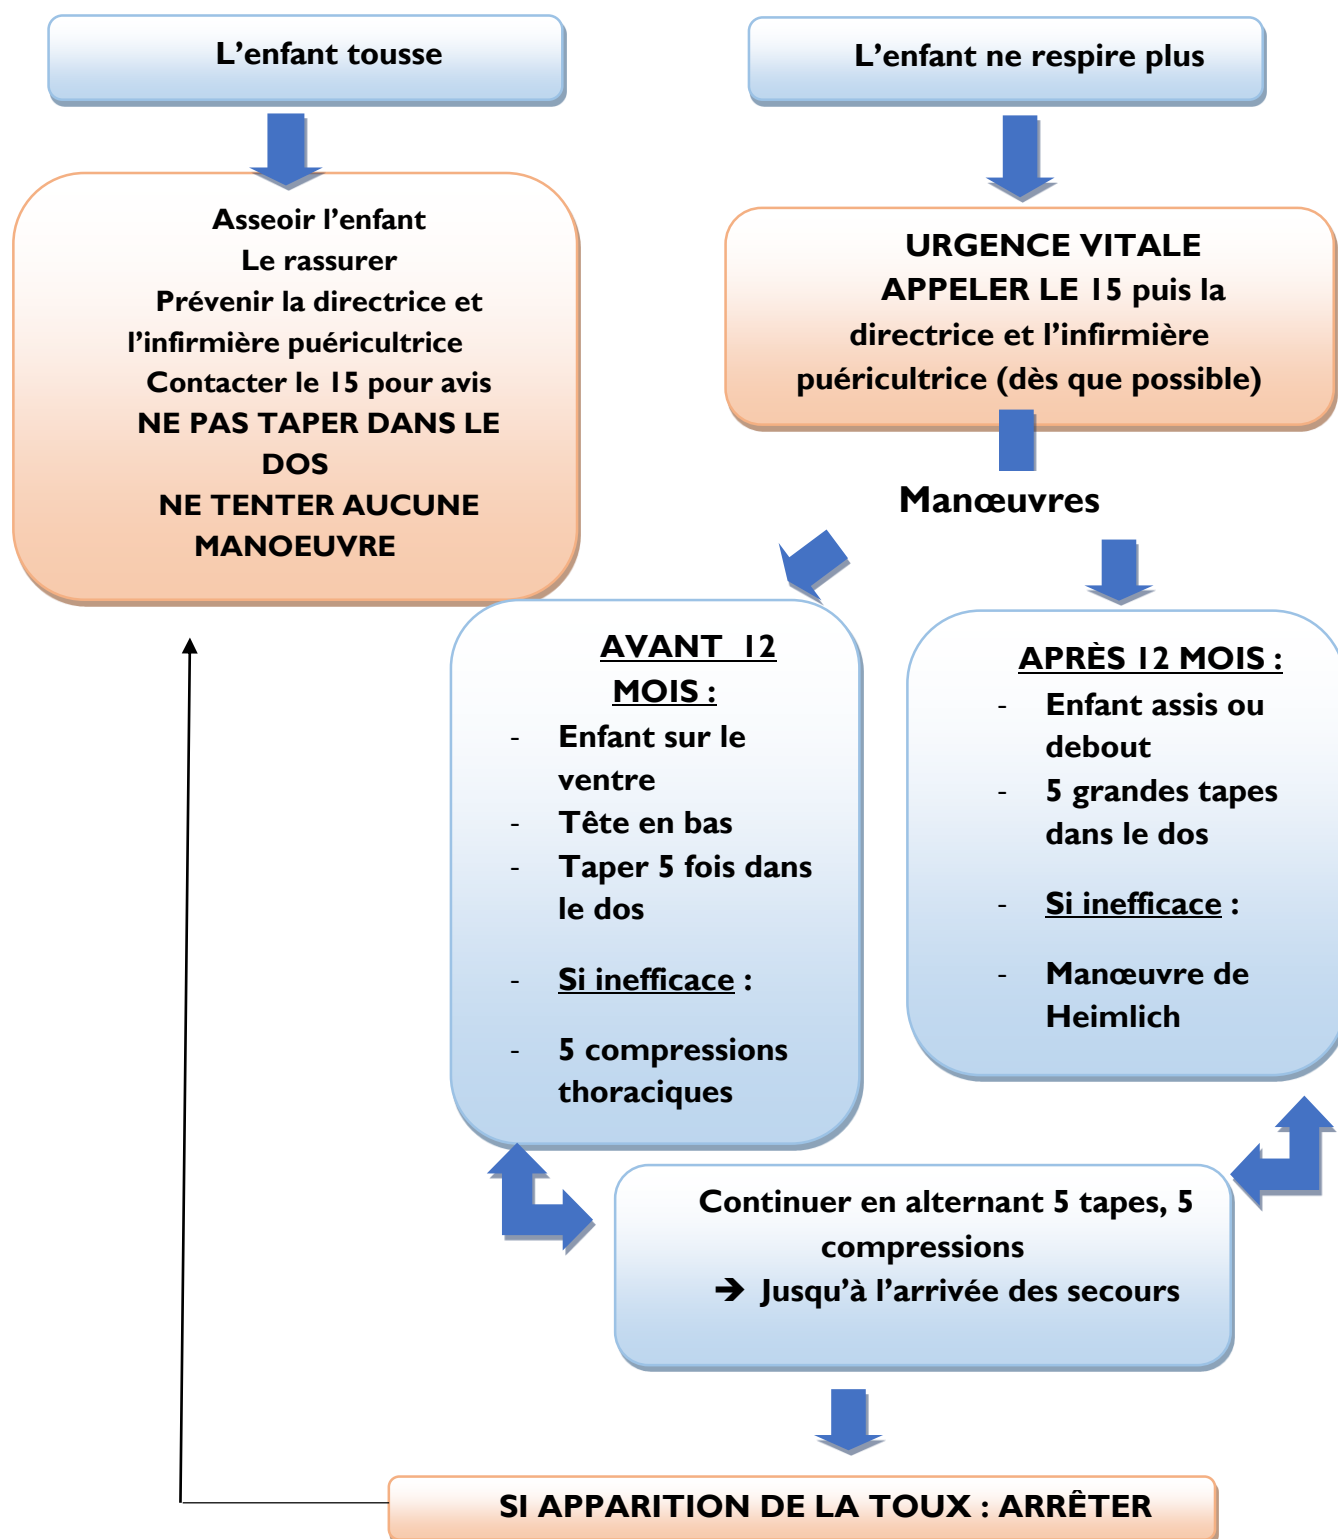 L’enfant tousse
Asseoir l’enfant
Le rassurer
Prévenir la directrice et
l’infirmière puéricultrice
Contacter le 15 pour avis
NE PAS TAPER DANS LE
DOS
NE TENTER AUCUNE
MANOEUVRE
L’enfant ne respire plus
URGENCE VITALE
APPELER LE 15 puis la
directrice et l’infirmière
puéricultrice (dès que possible)
Manœuvres
AVANT 12
MOIS :
- Enfant sur le
ventre
- Tête en bas
- Taper 5 fois dans
le dos
- Si inefficace :
- 5 compressions
thoraciques
APRÈS 12 MOIS :
- Enfant assis ou
debout
- 5 grandes tapes
dans le dos
- Si inefficace :
- Manœuvre de
Heimlich
Continuer en alternant 5 tapes, 5
compressions
➔ Jusqu’à l’arrivée des secours
SI APPARITION DE LA TOUX : ARRÊTER